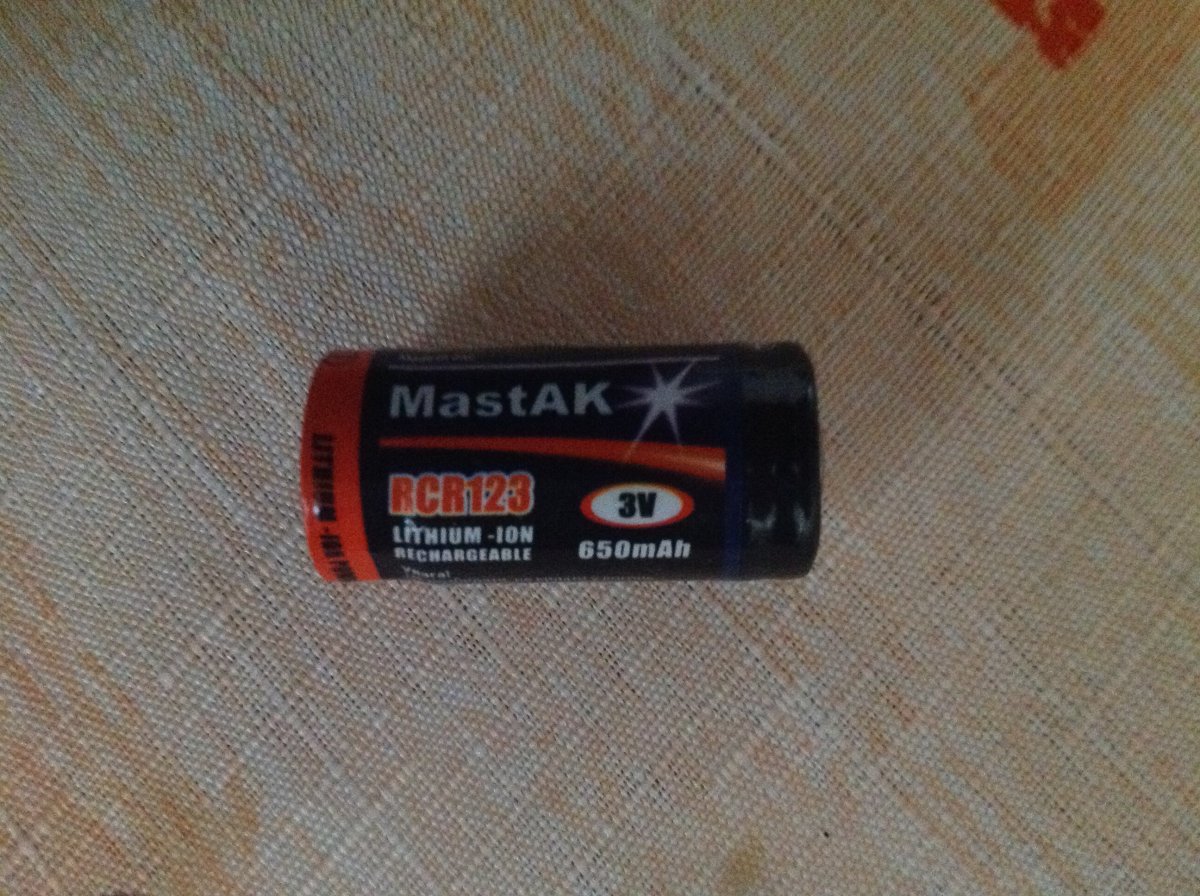 MastAK
RCR123
LITHIUM -ION
RECHARGEABLE
3V
650mAh